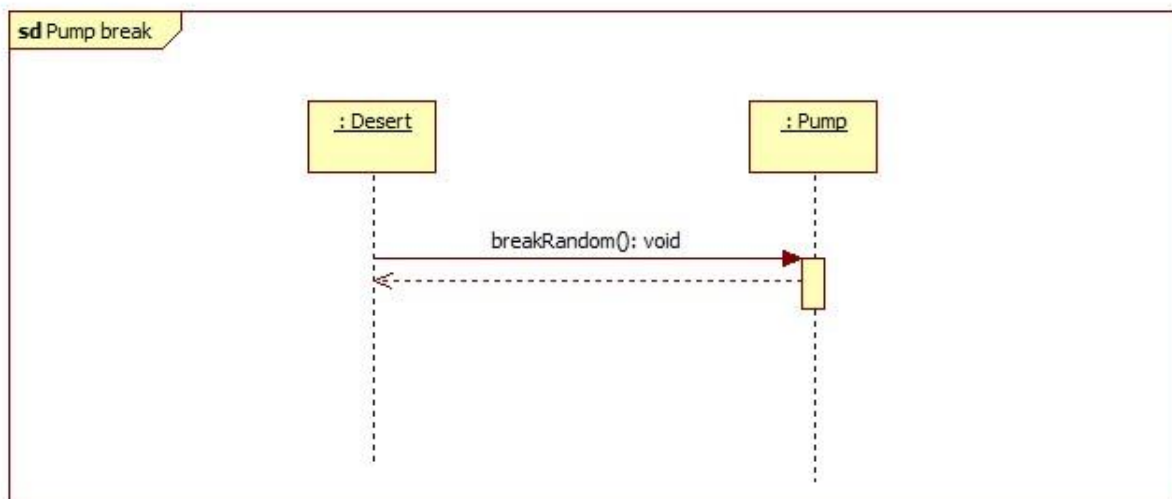 sd Pump break
: Desert
: Pump
breakRandom(): void